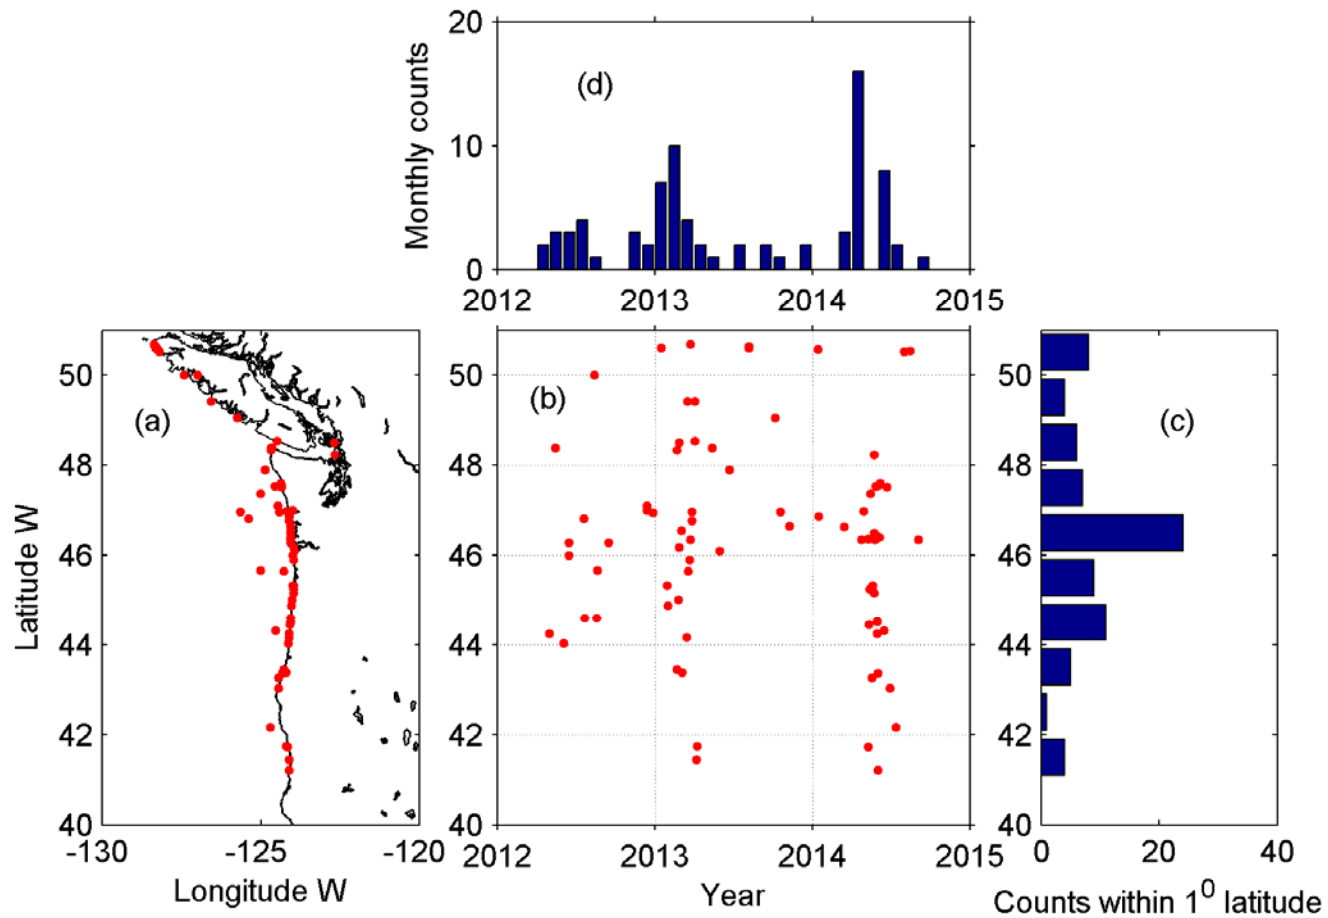 20
10
0
Monthly counts
(d)
2012 2013 2014 2015
50
48
46
44
42
40
Latitude W
(a)
-130 -125 -120
Longitude W
50
48
46
44
42
40
(b)
2012 2013 2014 2015
Year
50
48
46
44
42
40
(c)
0 20 40
Counts within 1⁰ latitude